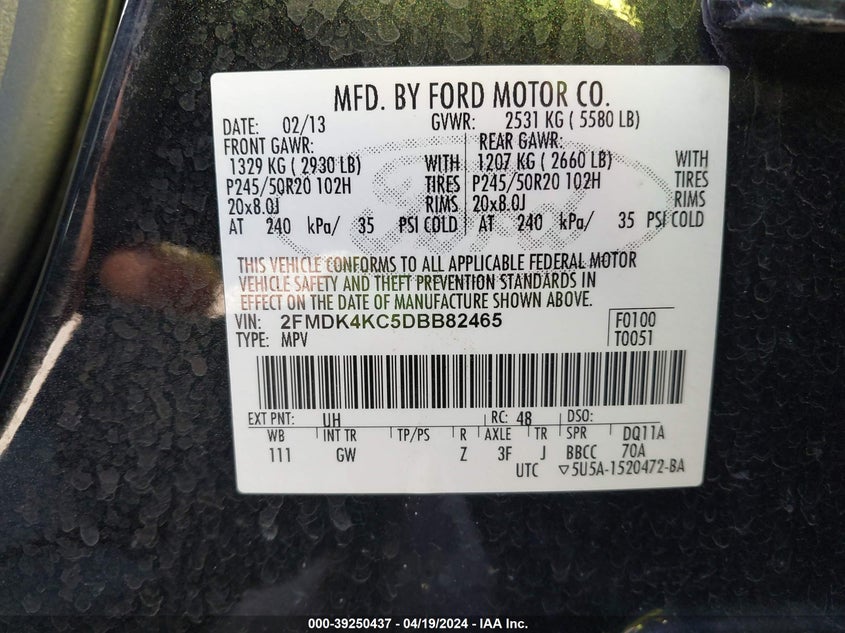 MFD. BY FORD MOTOR CO.
DATE: 02/13 GVWR: 2531 KG ( 5580 LB)
FRONT GAWR: REAR GAWR:
1329 KG ( 2930 LB) WITH 1207 KG ( 2660 LB) WITH
P245/50R20 102H TIRES P245/50R20 102H TIRES
20x8.0J RIMS 20x8.0J RIMS
AT 240 kPa/ 35 PSI COLD AT 240 kPa/ 35 PSI COLD
THIS VEHICLE CONFORMS TO ALL APPLICABLE FEDERAL MOTOR
VEHICLE SAFETY AND THEFT PREVENTION STANDARDS IN
EFFECT ON THE DATE OF MANUFACTURE SHOWN ABOVE.
VIN: 2FMDK4KC5DBB82465 F0100
TYPE: MPV T0051
EXT PNT: UH RC: 48 DSO:
WB INT TR TP/PS R AXLE TR SPR DQ11A
111 GW Z 3F J BBCC 70A
UTC ▽5U5A-1520472-BA
000-39250437 - 04/19/2024 - IAA Inc.